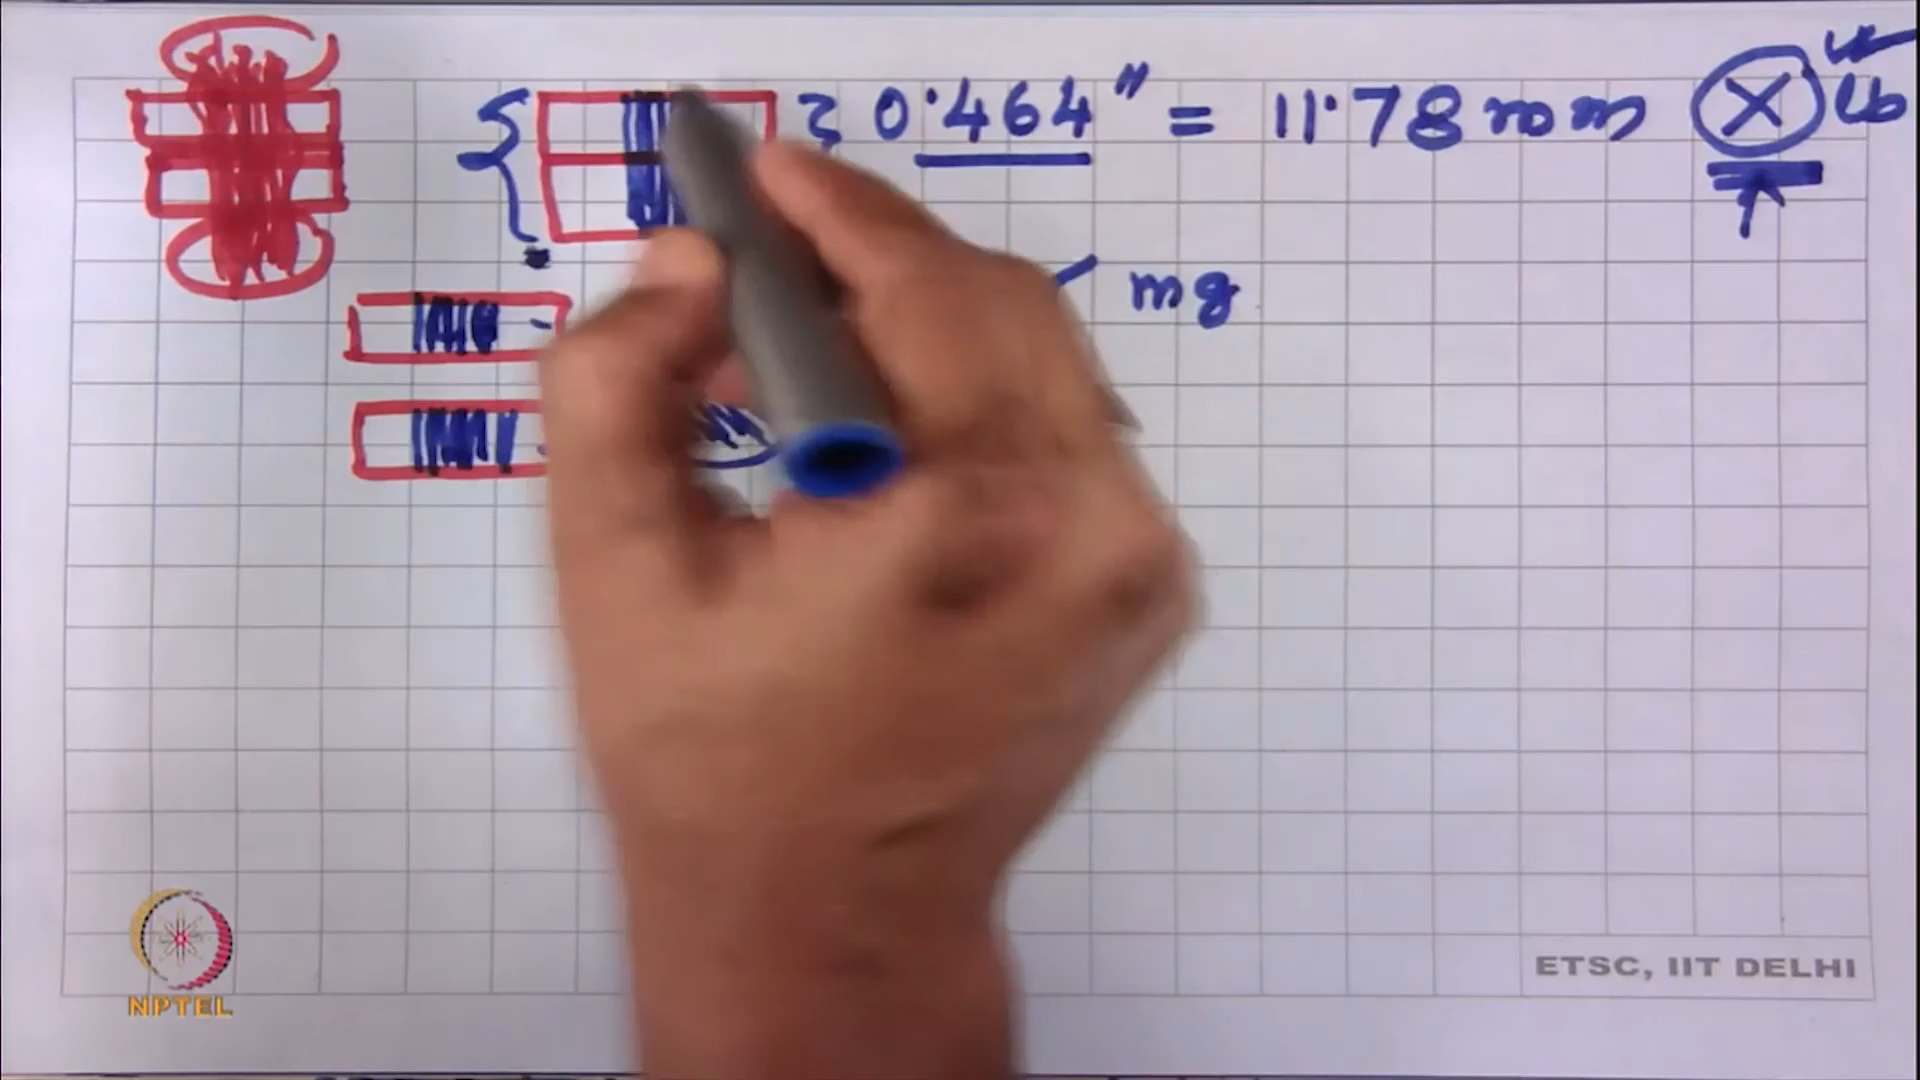 } 0.464" = 11.78 mm X lb
mg
NPTEL
ETSC, IIT DELHI